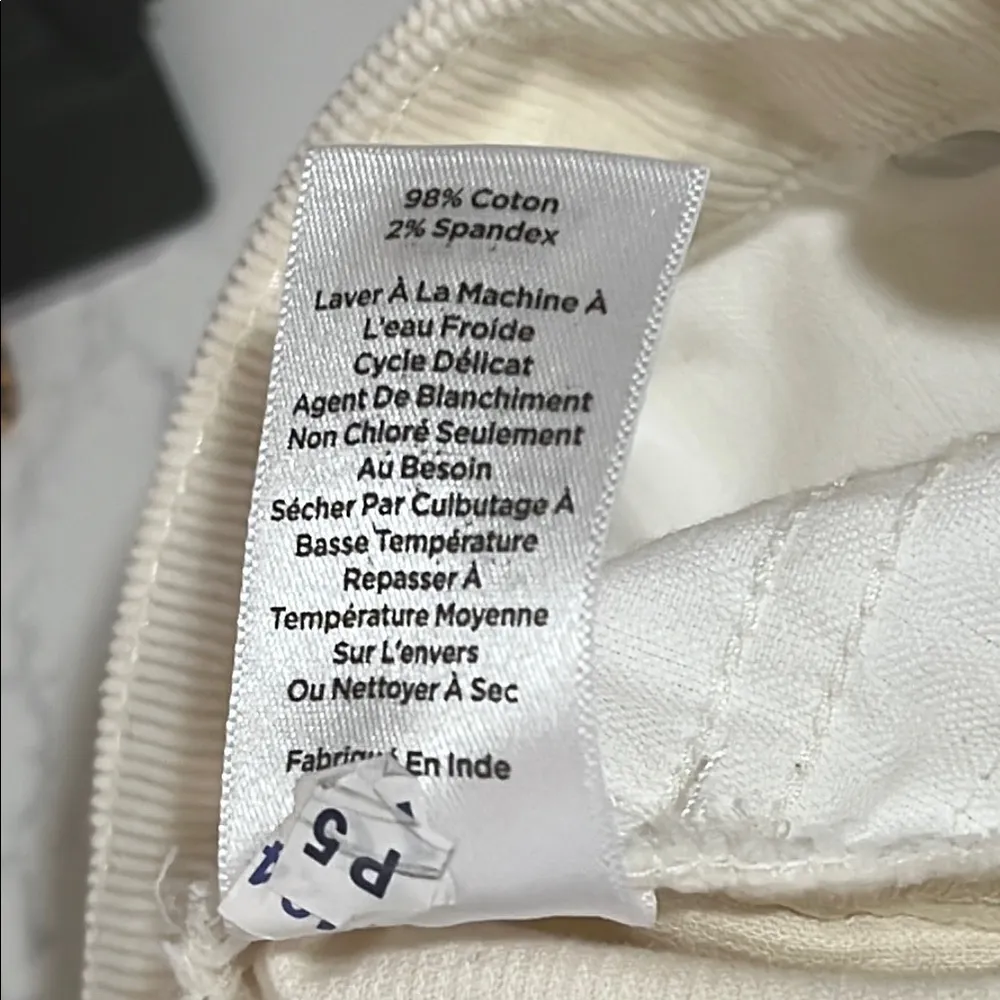 98% Coton
2% Spandex
Laver À La Machine À
L'eau Froide
Cycle Délicat
Agent De Blanchiment
Non Chloré Seulement
Au Besoin
Sécher Par Culbutage À
Basse Température
Repasser À
Température Moyenne
Sur L'envers
Ou Nettoyer À Sec
En Inde
P 5